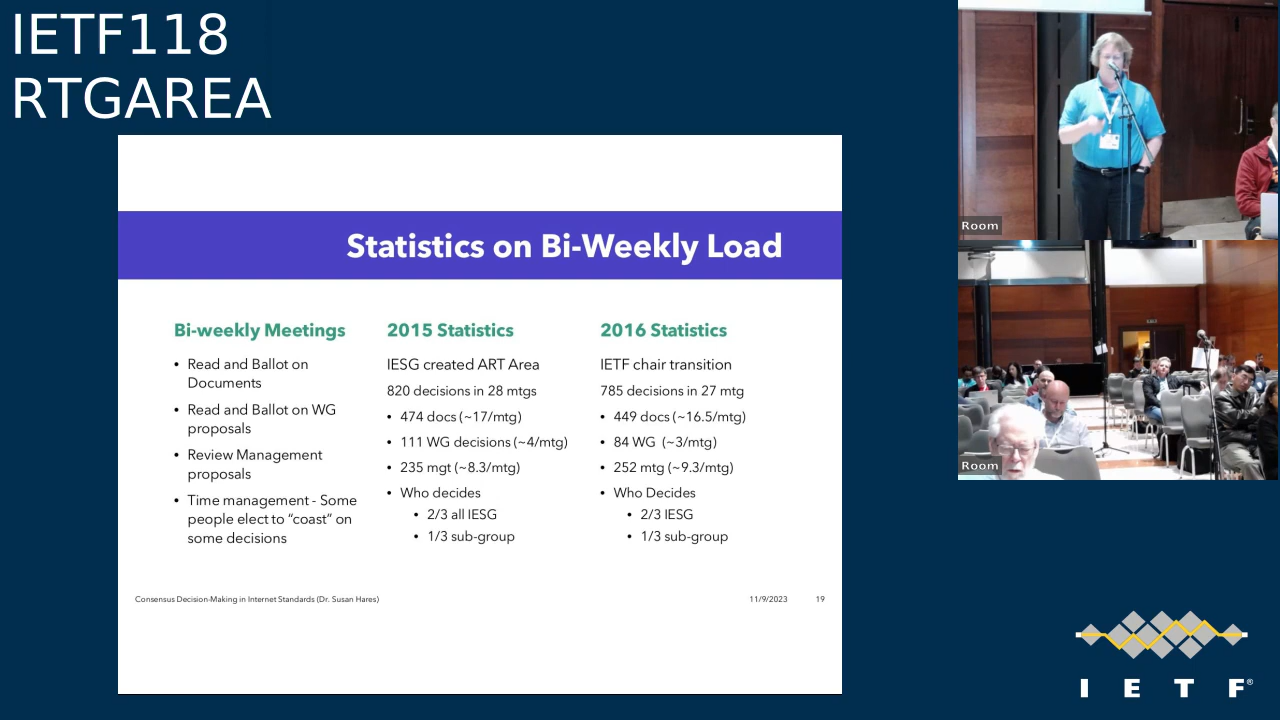 IETF118
RTGAREA
Statistics on Bi-Weekly Load
Bi-weekly Meetings
• Read and Ballot on
Documents
• Read and Ballot on WG
proposals
• Review Management
proposals
• Time management - Some
people elect to “coast” on
some decisions
2015 Statistics
IESG created ART Area
820 decisions in 28 mtgs
• 474 docs (~17/mtg)
• 111 WG decisions (~4/mtg)
• 235 mgt (~8.3/mtg)
• Who decides
• 2/3 all IESG
• 1/3 sub-group
2016 Statistics
IETF chair transition
785 decisions in 27 mtg
• 449 docs (~16.5/mtg)
• 84 WG (~3/mtg)
• 252 mtg (~9.3/mtg)
• Who Decides
• 2/3 IESG
• 1/3 sub-group
Consensus Decision-Making in Internet Standards (Dr. Susan Hares)
11/9/2023
19
Room
Room
I E T F®